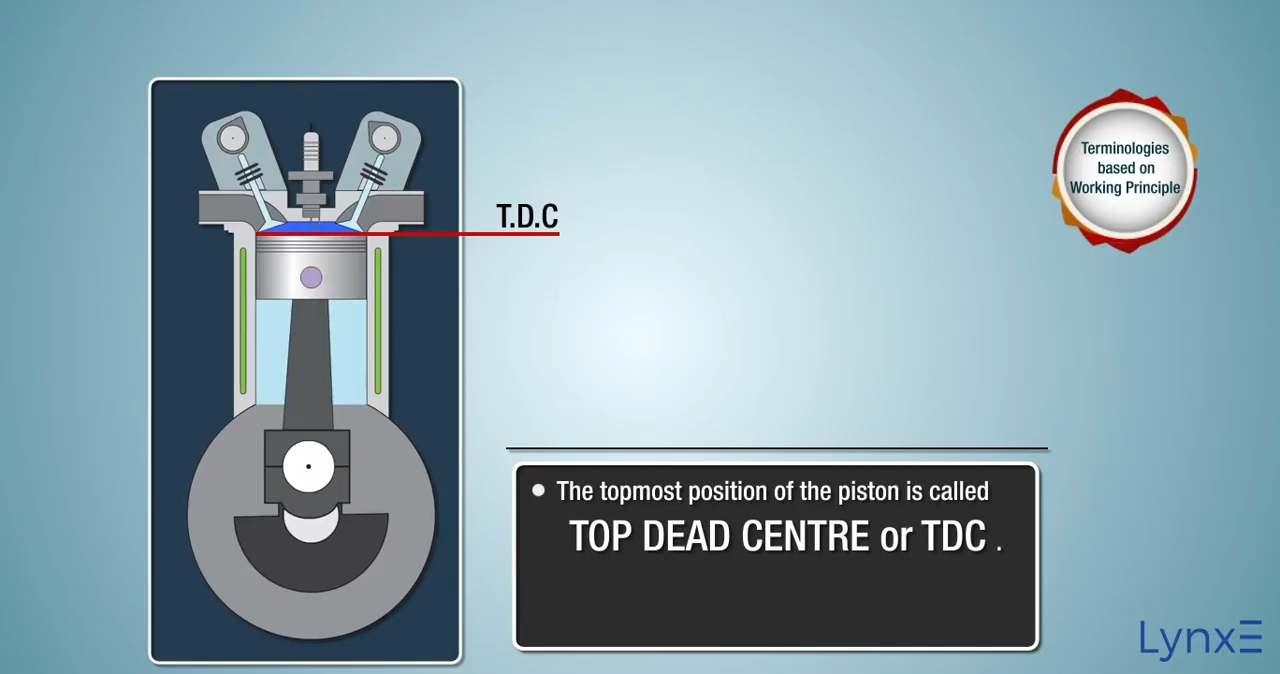 T.D.C
Terminologies
based on
Working Principle
The topmost position of the piston is called
TOP DEAD CENTRE or TDC .
LynxE